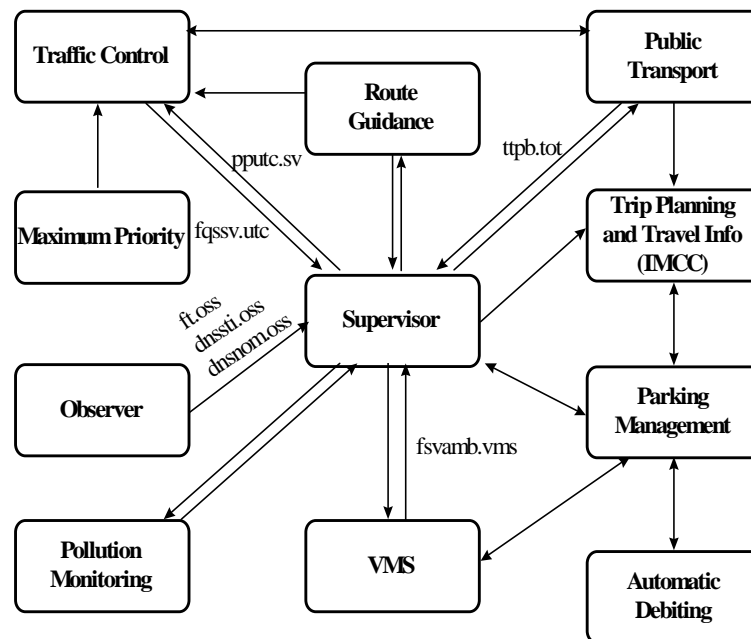 Traffic Control
Public
Transport
Route
Guidance
pputc.sv
ttpb.tot
Maximum Priority
fqssv.utc
Trip Planning
and Travel Info
(IMCC)
ft.oss
dnssti.oss
dnsnom.oss
Supervisor
Observer
Parking
Management
fsvamb.vms
Pollution
Monitoring
VMS
Automatic
Debiting